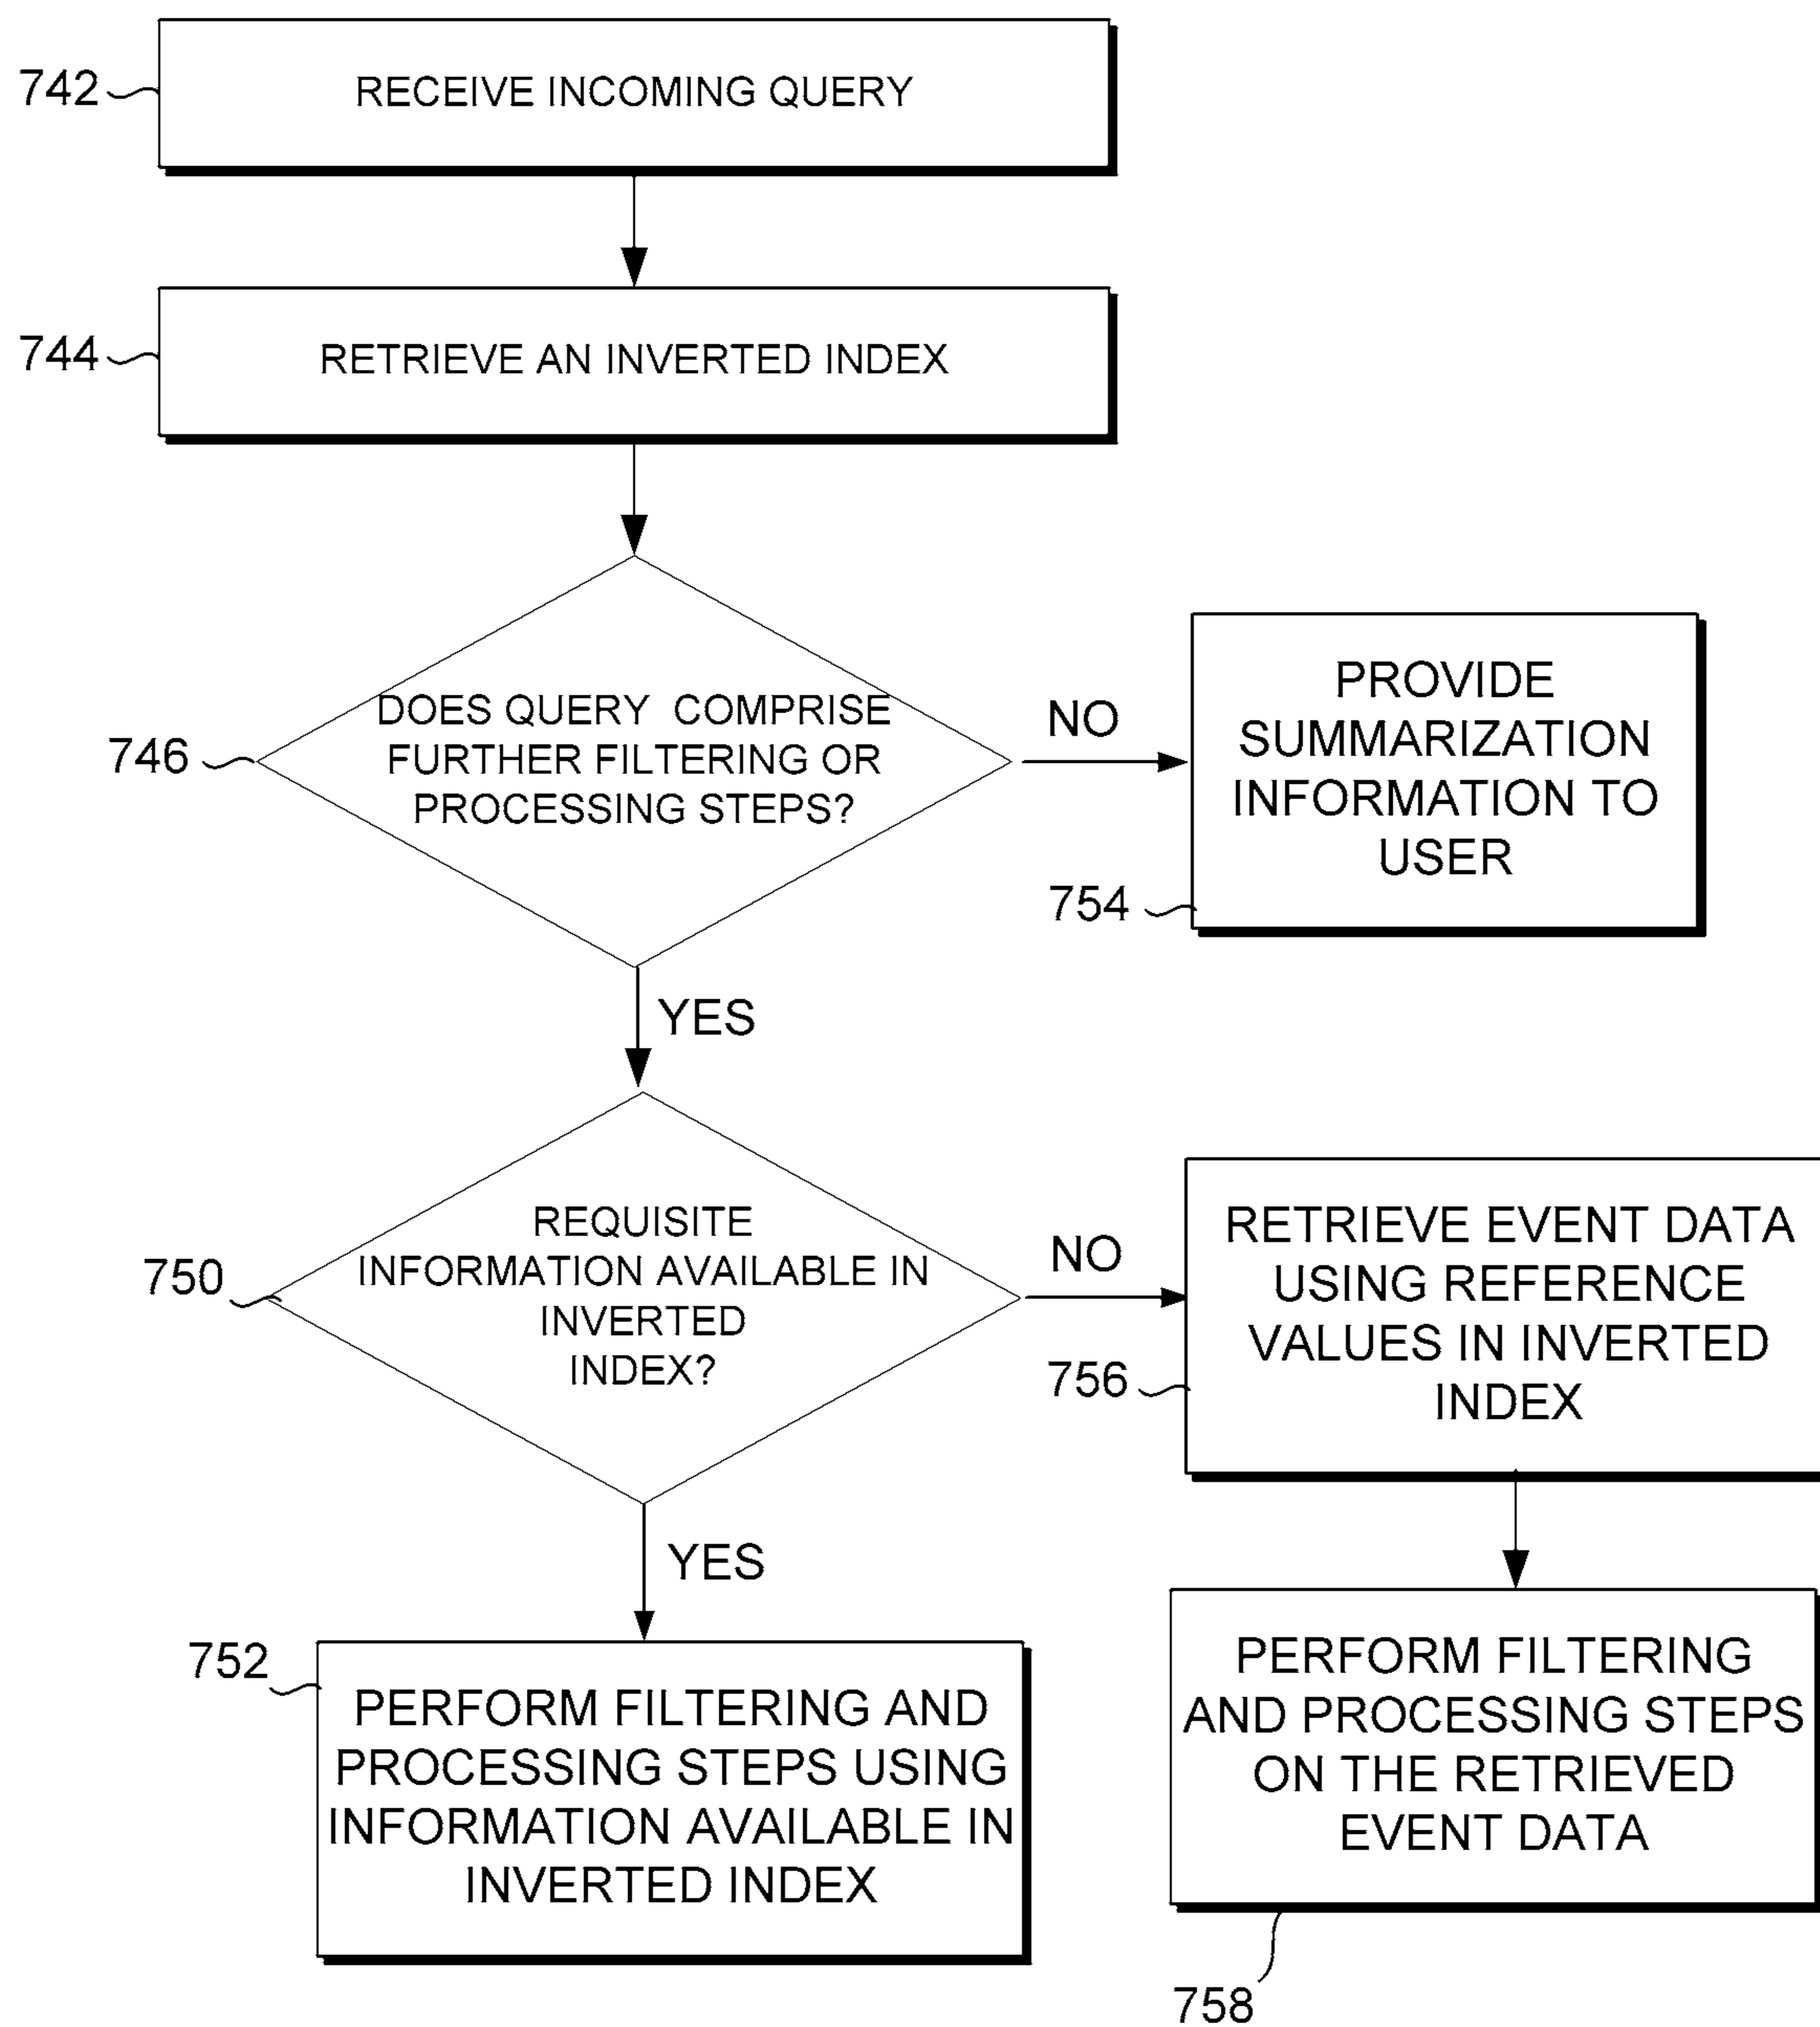 742
RECEIVE INCOMING QUERY
744
RETRIEVE AN INVERTED INDEX
746
DOES QUERY COMPRISE
FURTHER FILTERING OR
PROCESSING STEPS?
NO
PROVIDE
SUMMARIZATION
INFORMATION TO
USER
754
YES
750
REQUISITE
INFORMATION AVAILABLE IN
INVERTED
INDEX?
NO
RETRIEVE EVENT DATA
USING REFERENCE
VALUES IN INVERTED
INDEX
756
YES
752
PERFORM FILTERING AND
PROCESSING STEPS USING
INFORMATION AVAILABLE IN
INVERTED INDEX
PERFORM FILTERING
AND PROCESSING STEPS
ON THE RETRIEVED
EVENT DATA
758